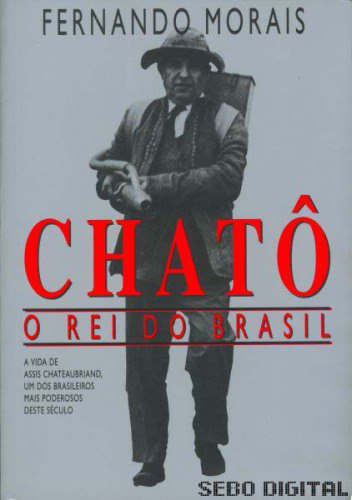 FERNANDO MORAIS
CHATÔ
O REI DO BRASIL
A VIDA DE
ASSIS CHATEAUBRIAND,
UM DOS BRASILEIROS
MAIS PODEROSOS
DESTE SÉCULO
SEBO DIGITAL